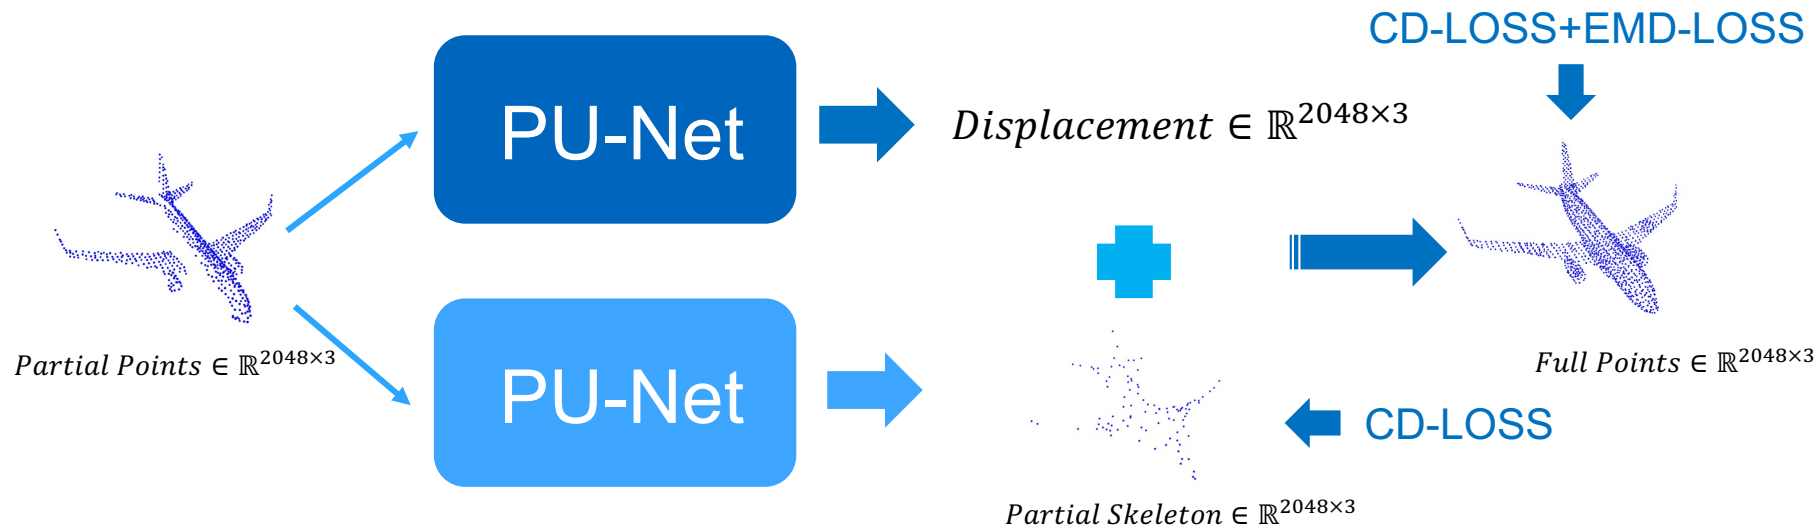 CD-LOSS+EMD-LOSS
PU-Net
Displacement ∈ ℝ^{2048×3}
Partial Points ∈ ℝ^{2048×3}
Full Points ∈ ℝ^{2048×3}
PU-Net
CD-LOSS
Partial Skeleton ∈ ℝ^{2048×3}